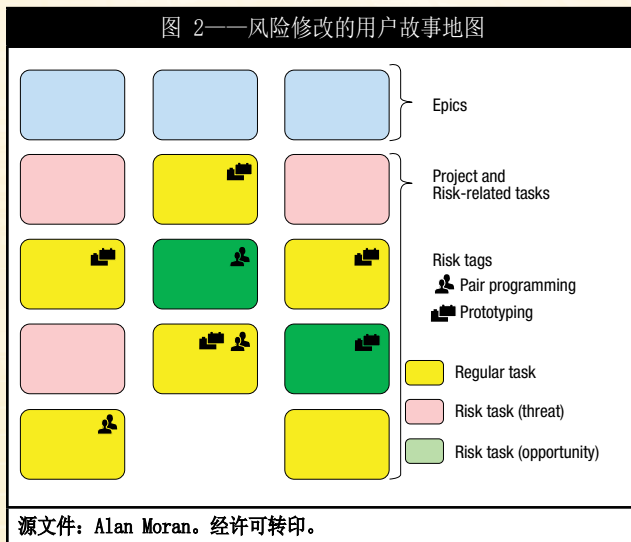 图 2——风险修改的用户故事地图
Epics
Project and
Risk-related tasks
Risk tags
Pair programming
Prototyping
Regular task
Risk task (threat)
Risk task (opportunity)
源文件：Alan Moran。经许可转印。